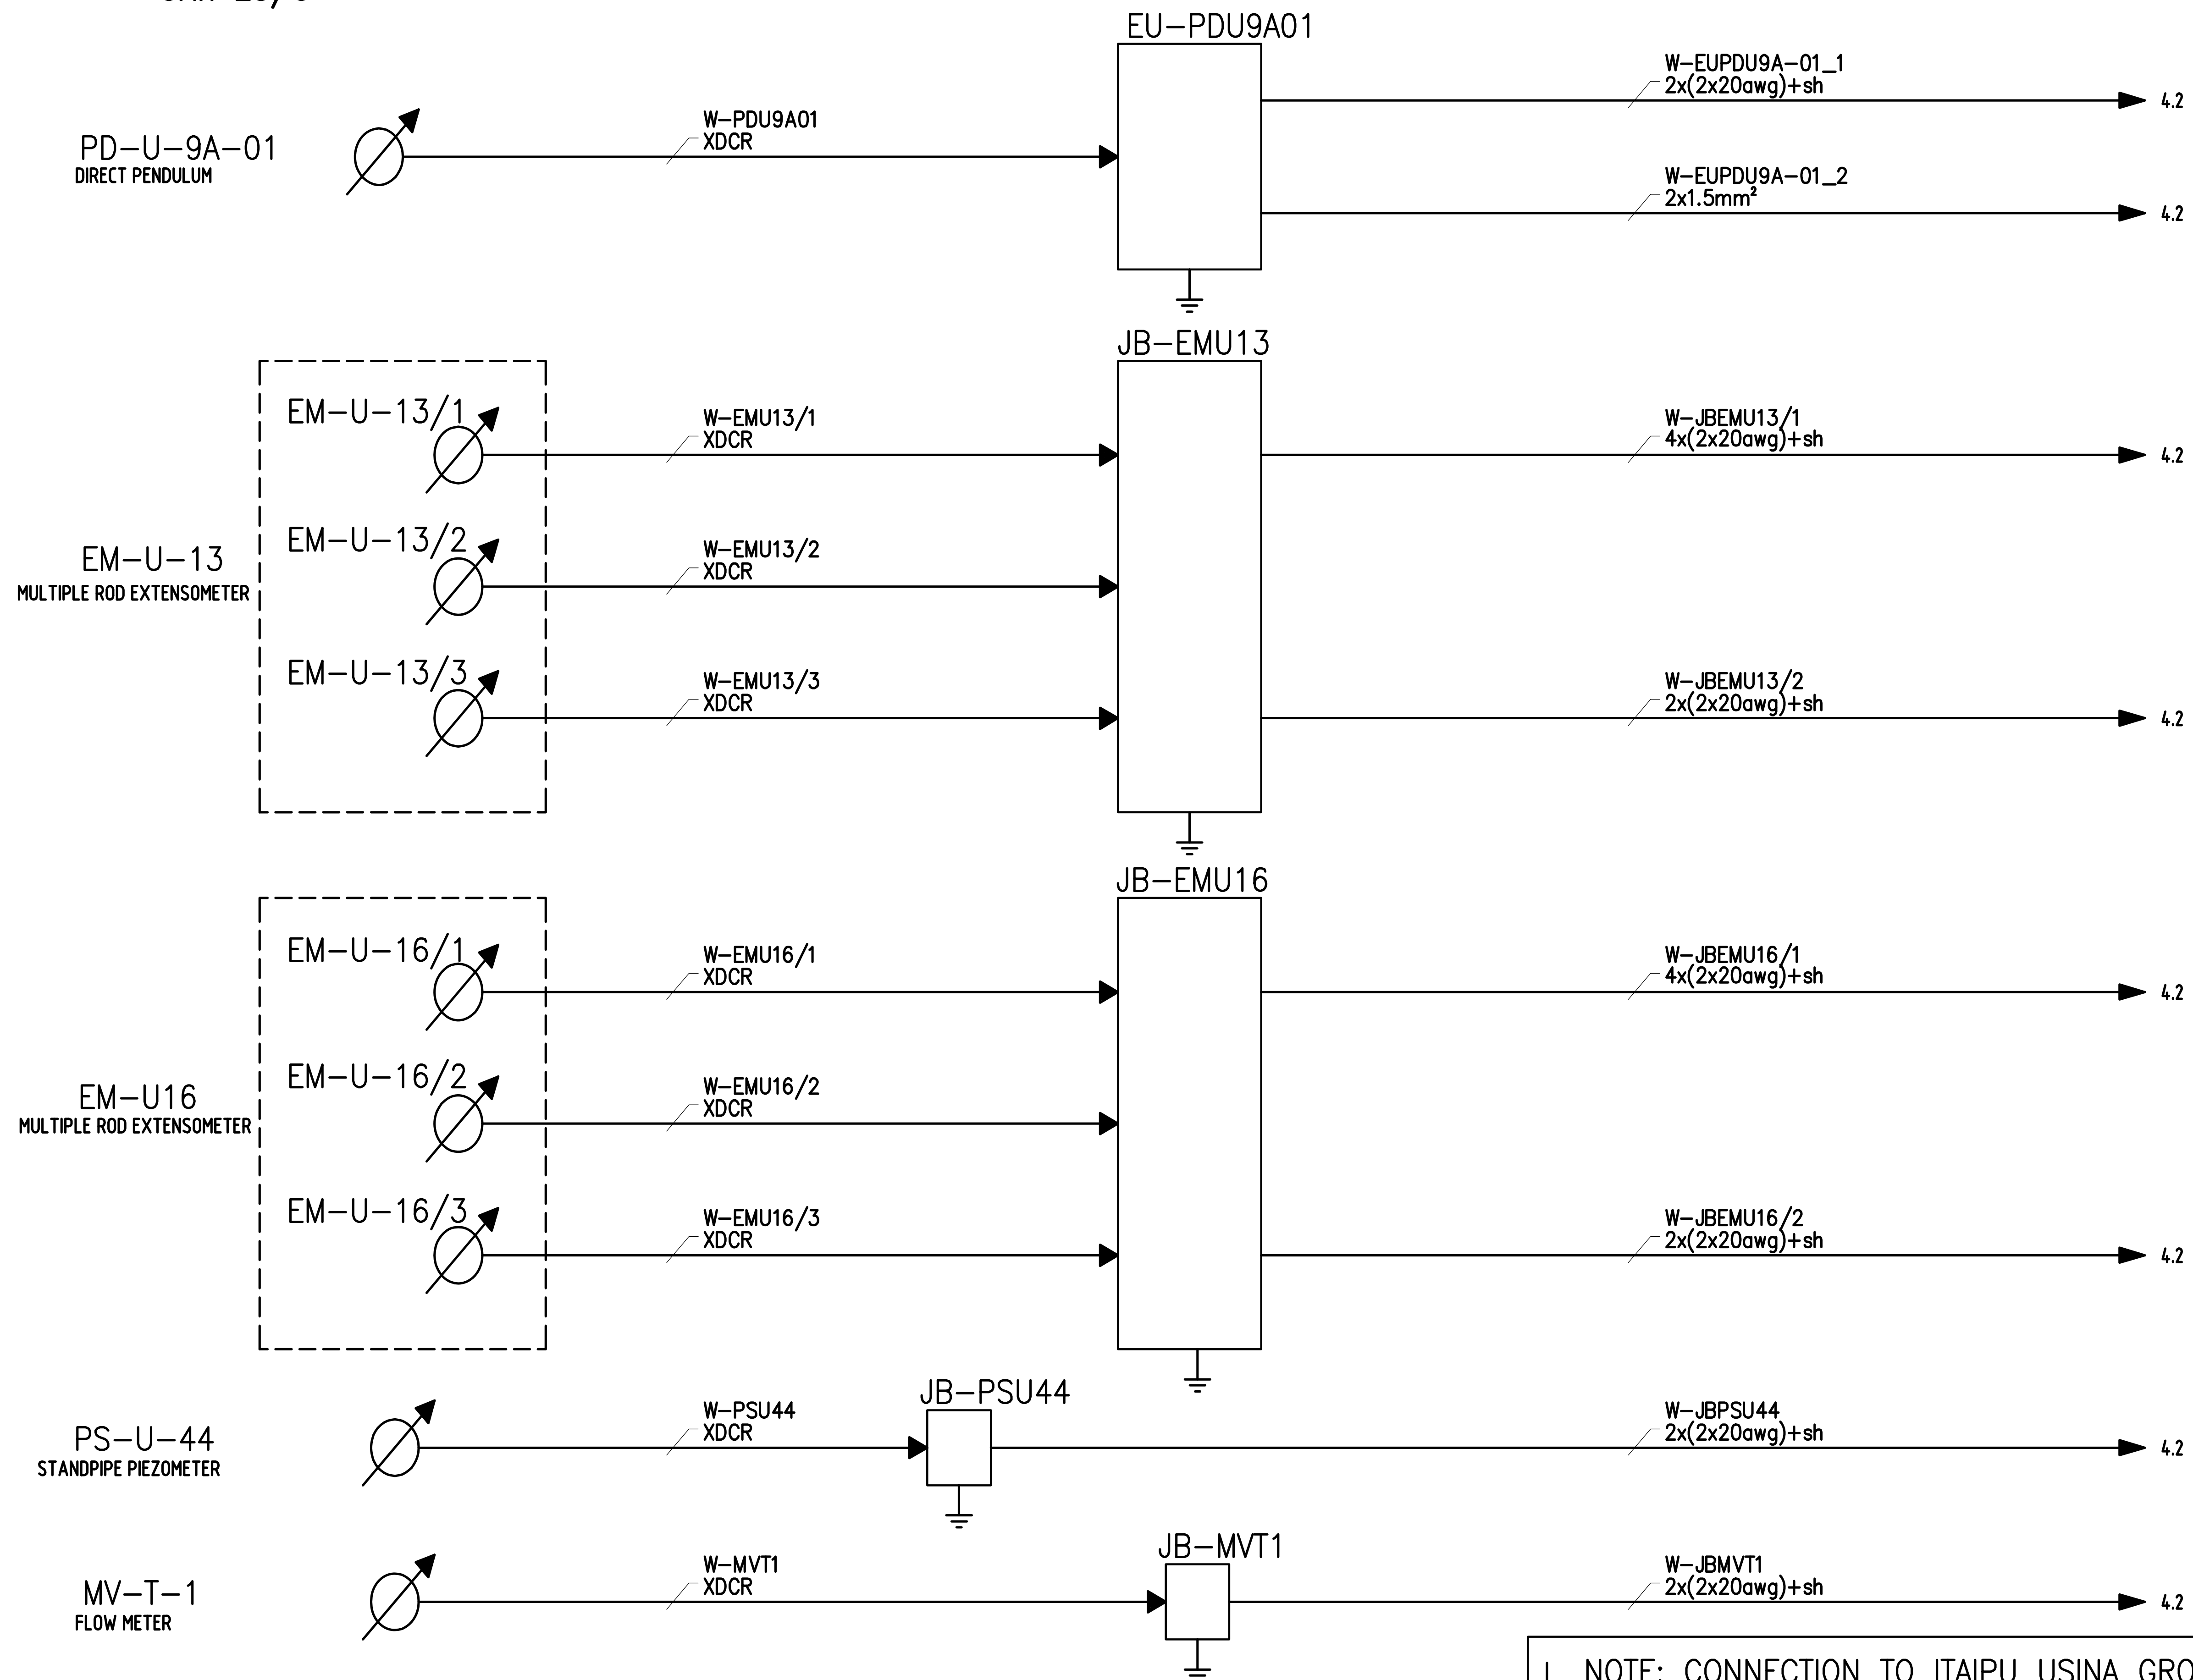 EU-PDU9A01
W-EUPDU9A-01_1
2x(2x20awg)+sh
4.2
W-PDU9A01
XDCR
PD-U-9A-01
DIRECT PENDULUM
W-EUPDU9A-01_2
2x1.5mm²
4.2
JB-EMU13
EM-U-13/1
W-EMU13/1
XDCR
W-JBEMU13/1
4x(2x20awg)+sh
4.2
EM-U-13/2
W-EMU13/2
XDCR
EM-U-13
MULTIPLE ROD EXTENSOMETER
EM-U-13/3
W-EMU13/3
XDCR
W-JBEMU13/2
2x(2x20awg)+sh
4.2
JB-EMU16
EM-U-16/1
W-EMU16/1
XDCR
W-JBEMU16/1
4x(2x20awg)+sh
4.2
EM-U-16/2
W-EMU16/2
XDCR
EM-U16
MULTIPLE ROD EXTENSOMETER
EM-U-16/3
W-EMU16/3
XDCR
W-JBEMU16/2
2x(2x20awg)+sh
4.2
JB-PSU44
PS-U-44
STANDPIPE PIEZOMETER
W-PSU44
XDCR
W-JBPSU44
2x(2x20awg)+sh
4.2
JB-MVT1
MV-T-1
FLOW METER
W-MVT1
XDCR
W-JBMVT1
2x(2x20awg)+sh
4.2
NOTE: CONNECTION TO ITAIPU USINA